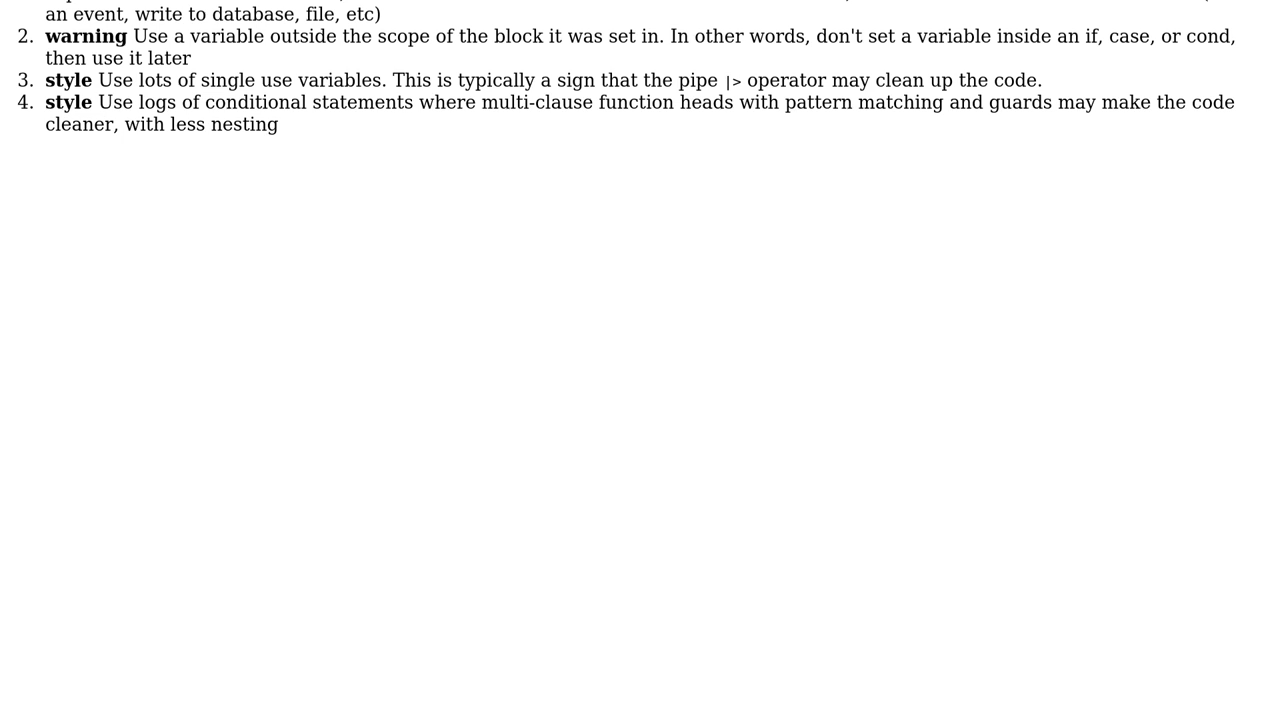 an event, write to database, file, etc)
2. warning Use a variable outside the scope of the block it was set in. In other words, don't set a variable inside an if, case, or cond,
then use it later
3. style Use lots of single use variables. This is typically a sign that the pipe |> operator may clean up the code.
4. style Use logs of conditional statements where multi-clause function heads with pattern matching and guards may make the code
cleaner, with less nesting